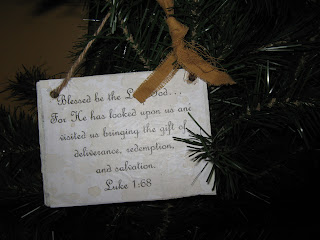 Blessed be the L God...
For He has looked upon us and
visited us bringing the gift of
deliverance, redemption,
and salvation.
Luke 1:68